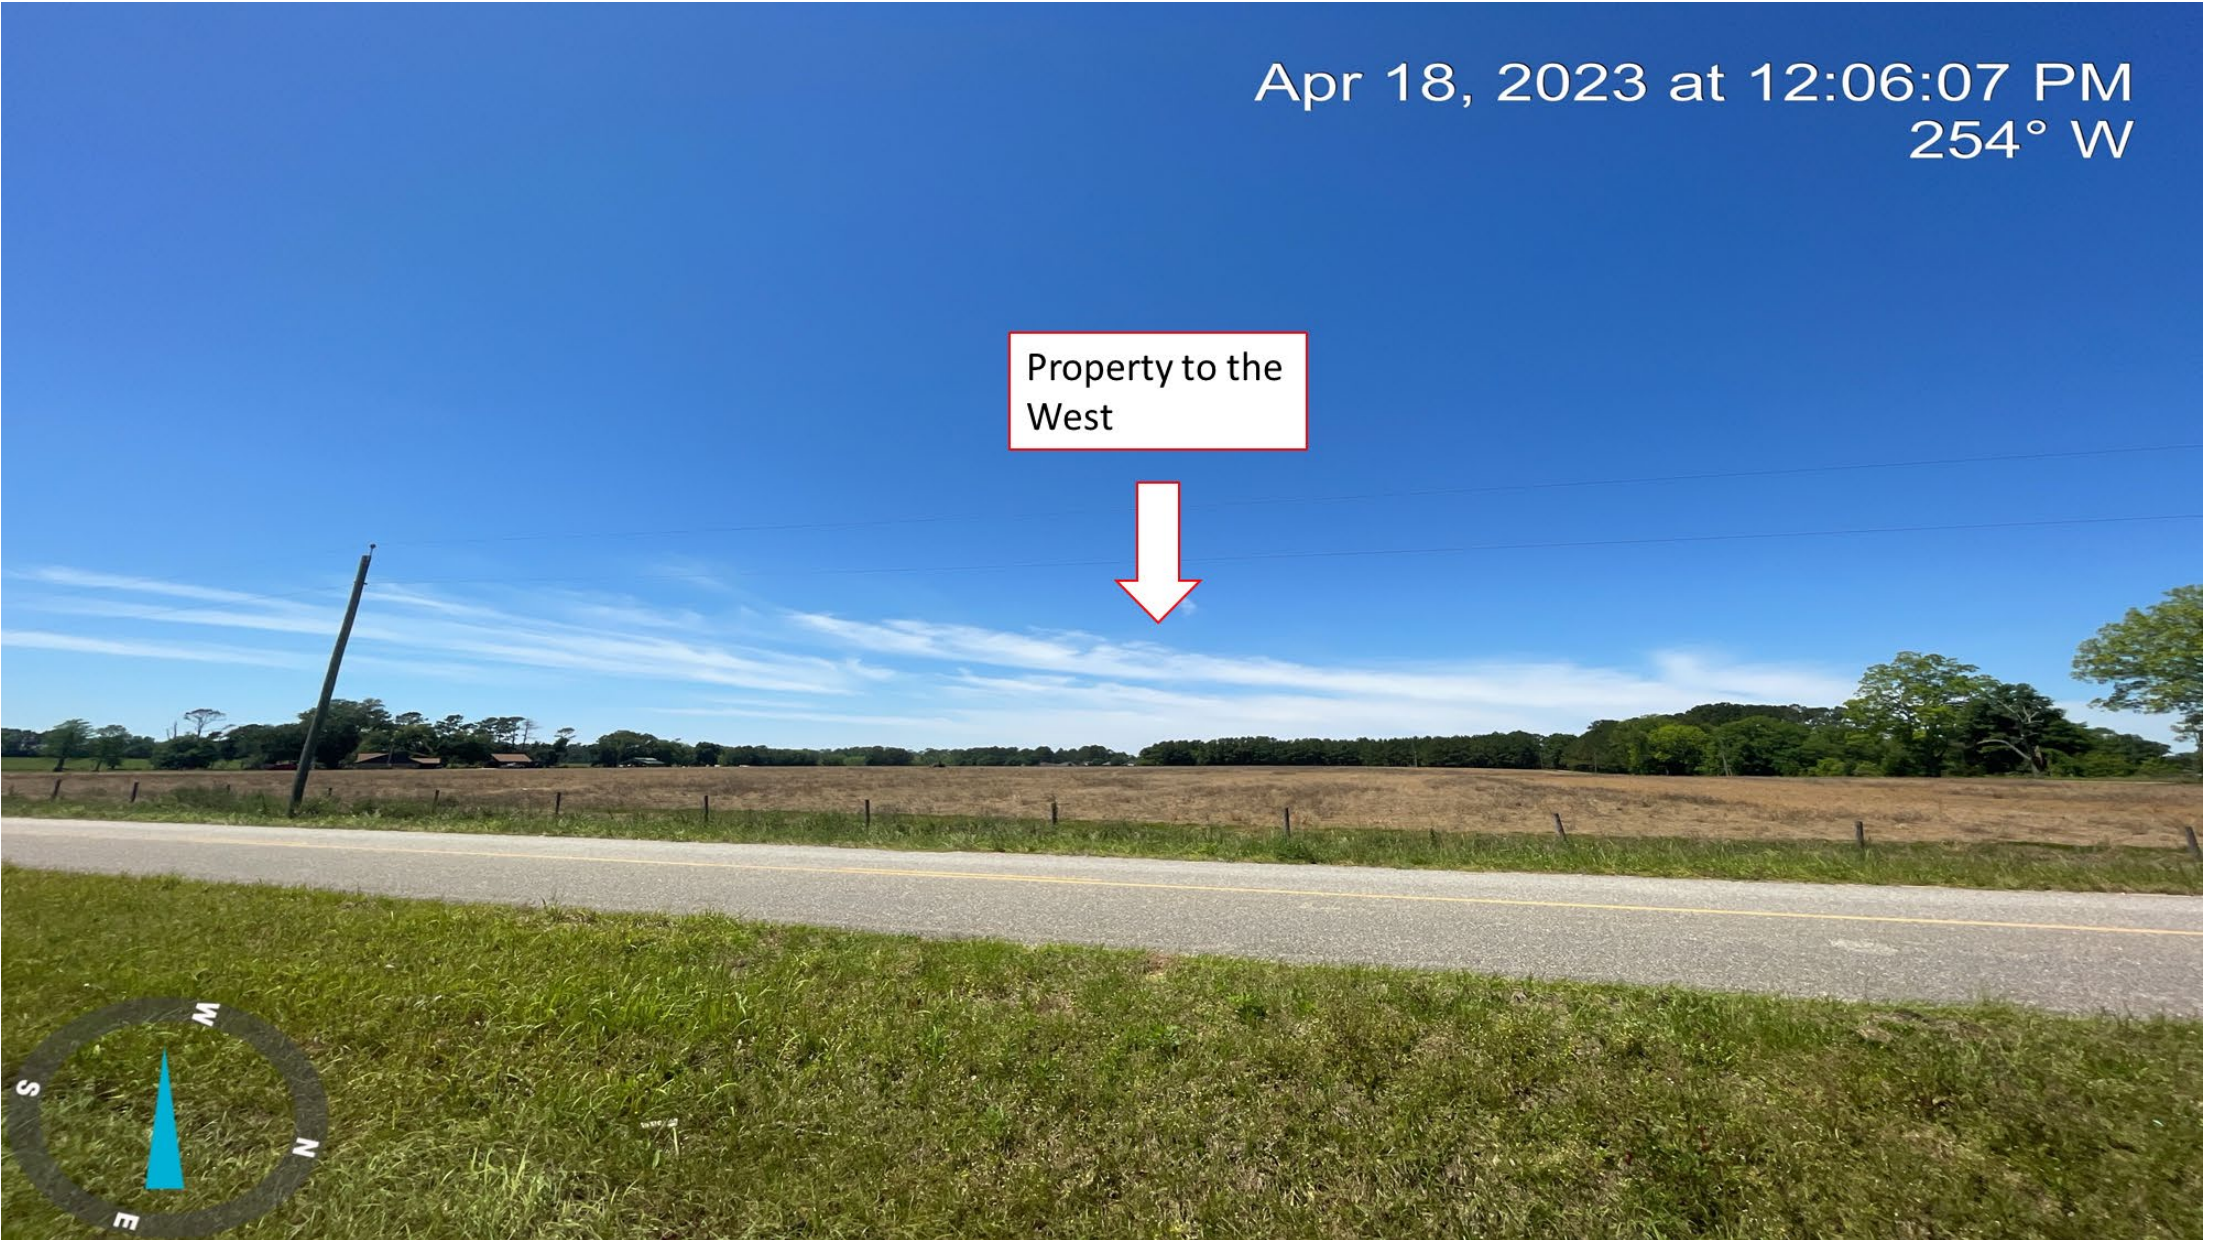 Apr 18, 2023 at 12:06:07 PM
254° W
Property to the
West
W
S
N
E